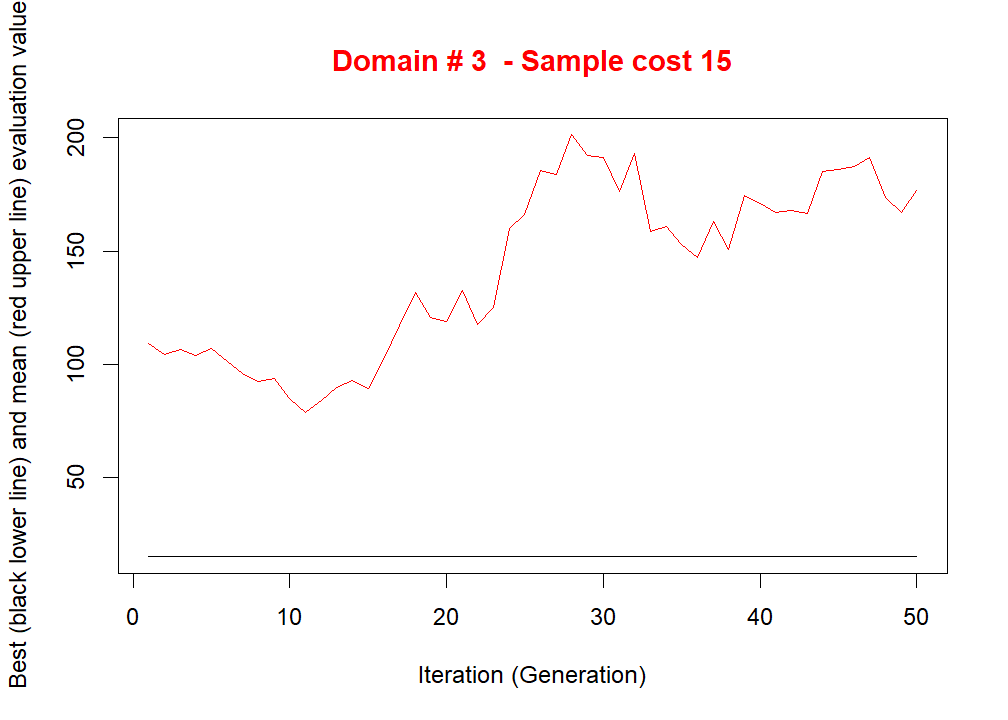 Domain # 3  - Sample cost 15
Best (black lower line) and mean (red upper line) evaluation value
200
150
100
50
0 10 20 30 40 50
Iteration (Generation)